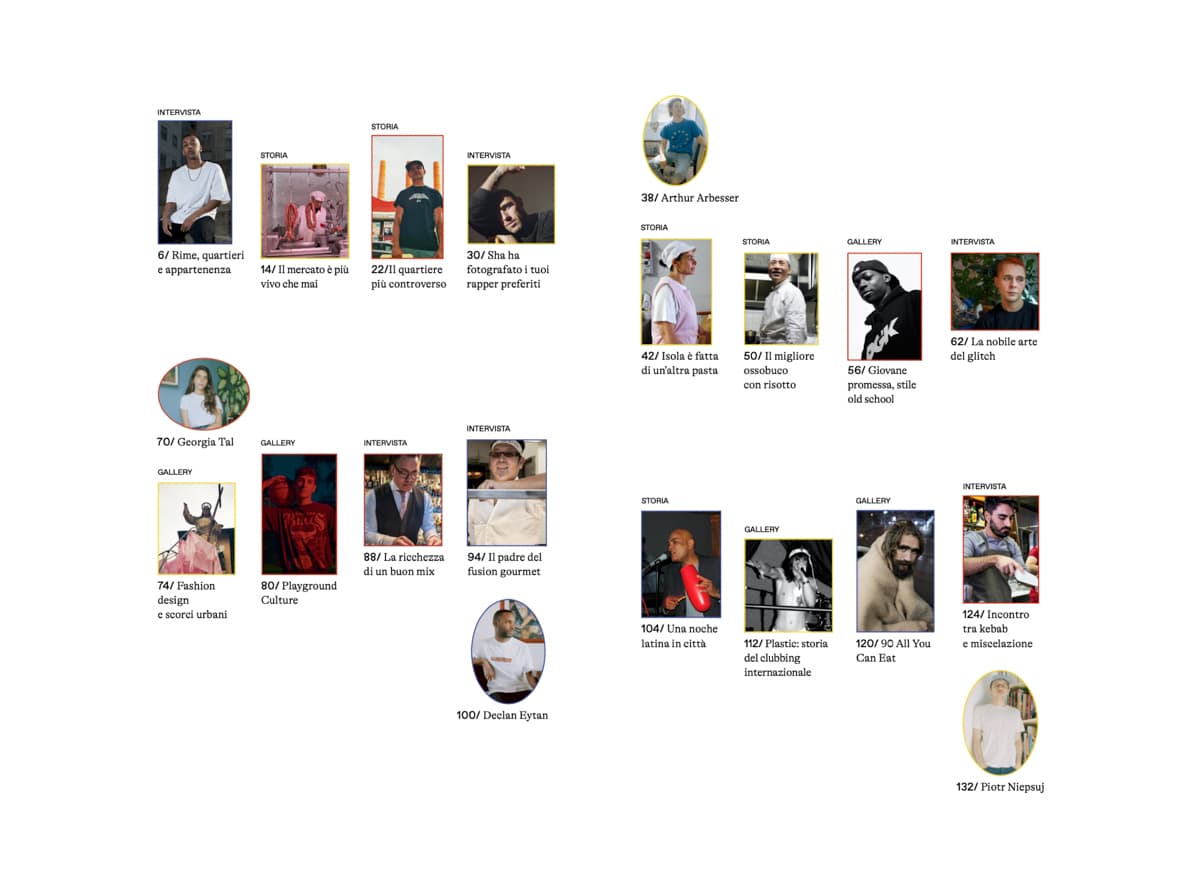 INTERVISTA
6/ Rime, quartieri
e appartenenza
STORIA
14/ Il mercato è più
vivo che mai
STORIA
22/Il quartiere
più controverso
INTERVISTA
30/ Sha ha
fotografato i tuoi
rapper preferiti
38/ Arthur Arbesser
STORIA
42/ Isola è fatta
di un'altra pasta
STORIA
50/ Il migliore
ossobuco
con risotto
GALLERY
56/ Giovane
promessa, stile
old school
INTERVISTA
62/ La nobile arte
del glitch
70/ Georgia Tal
GALLERY
74/ Fashion
design
e scorci urbani
GALLERY
80/ Playground
Culture
INTERVISTA
88/ La ricchezza
di un buon mix
INTERVISTA
94/ Il padre del
fusion gourmet
100/ Declan Eytan
STORIA
104/ Una noche
latina in città
GALLERY
112/ Plastic: storia
del clubbing
internazionale
GALLERY
120/ 90 All You
Can Eat
INTERVISTA
124/ Incontro
tra kebab
e miscelazione
132/ Piotr Niepsuj